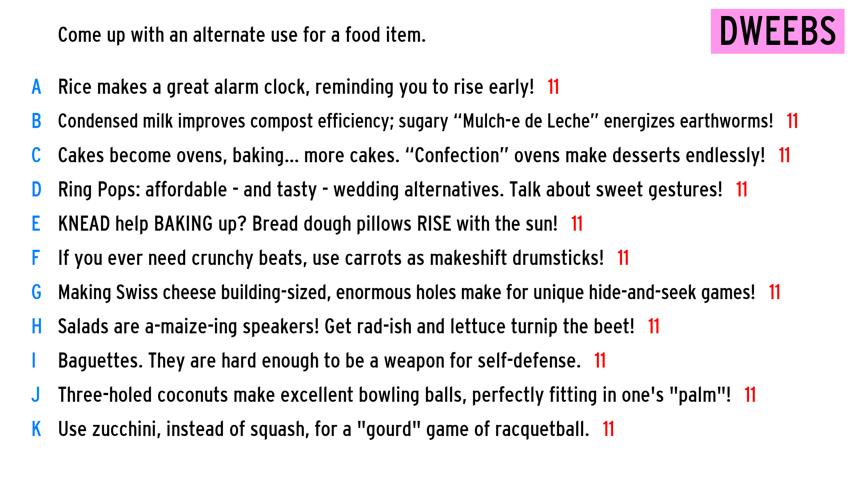 Come up with an alternate use for a food item.
DWEEBS
A Rice makes a great alarm clock, reminding you to rise early! 11
B Condensed milk improves compost efficiency; sugary “Mulch-e de Leche” energizes earthworms! 11
C Cakes become ovens, baking... more cakes. “Confection” ovens make desserts endlessly! 11
D Ring Pops: affordable - and tasty - wedding alternatives. Talk about sweet gestures! 11
E KNEAD help BAKING up? Bread dough pillows RISE with the sun! 11
F If you ever need crunchy beats, use carrots as makeshift drumsticks! 11
G Making Swiss cheese building-sized, enormous holes make for unique hide-and-seek games! 11
H Salads are a-maize-ing speakers! Get rad-ish and lettuce turnip the beet! 11
I Baguettes. They are hard enough to be a weapon for self-defense. 11
J Three-holed coconuts make excellent bowling balls, perfectly fitting in one's "palm"! 11
K Use zucchini, instead of squash, for a "gourd" game of racquetball. 11